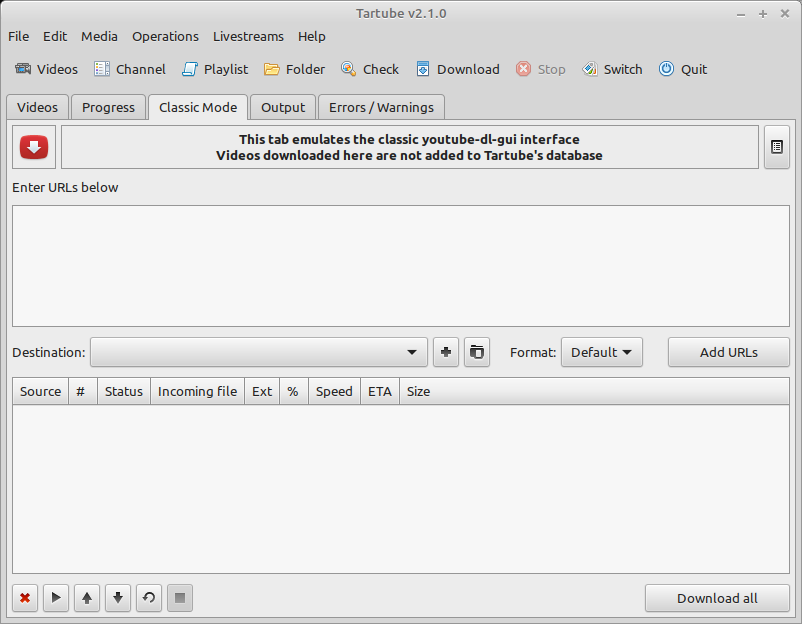 Tartube v2.1.0
File Edit Media Operations Livestreams Help
Videos Channel Playlist Folder Check Download Stop Switch Quit
Videos Progress Classic Mode Output Errors / Warnings
This tab emulates the classic youtube-dl-gui interface
Videos downloaded here are not added to Tartube's database
Enter URLs below
Destination: Format: Default Add URLs
Source # Status Incoming file Ext % Speed ETA Size
Download all